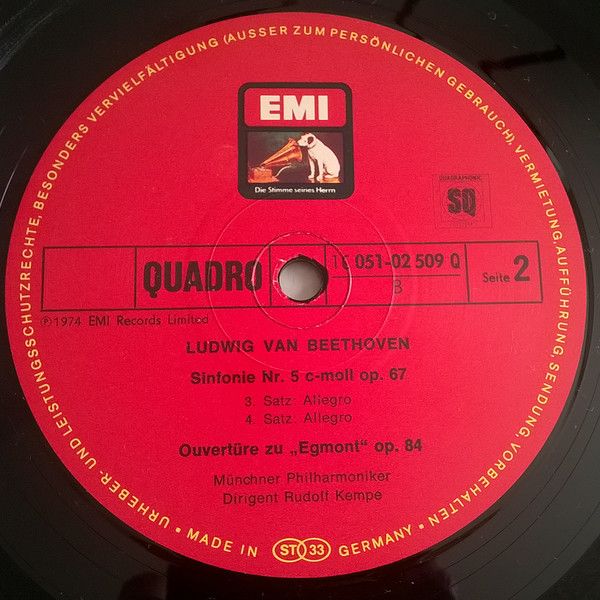 URHEBER- UND LEISTUNGSSCHUTZRECHTE, BESONDERS VERVIELFÄLTIGUNG (AUSSER ZUM PERSÖNLICHEN GEBRAUCH), VERMIETUNG, AUFFÜHRUNG, SENDUNG, VORBEHALTEN •
EMI
Die Stimme seines Herrn
QUADRAPHONIC
SQ
QUADRO
1C 051-02 509 Q
B
Seite 2
℗1974 EMI Records Limited
LUDWIG VAN BEETHOVEN
Sinfonie Nr. 5 c-moll op. 67
3. Satz Allegro
4. Satz Allegro
Ouvertüre zu „Egmont“ op. 84
Münchner Philharmoniker
Dirigent Rudolf Kempe
• MADE IN ST 33 GERMANY •